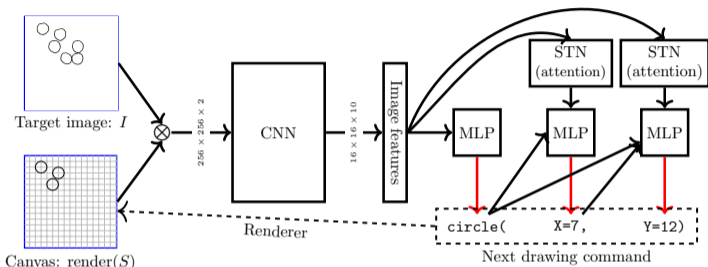 Target image: I
Canvas: render(S)
⊗
256 × 256 × 2
CNN
16 × 16 × 10
Image features
STN
(attention)
STN
(attention)
MLP
MLP
MLP
circle( X=7, Y=12)
Renderer
Next drawing command